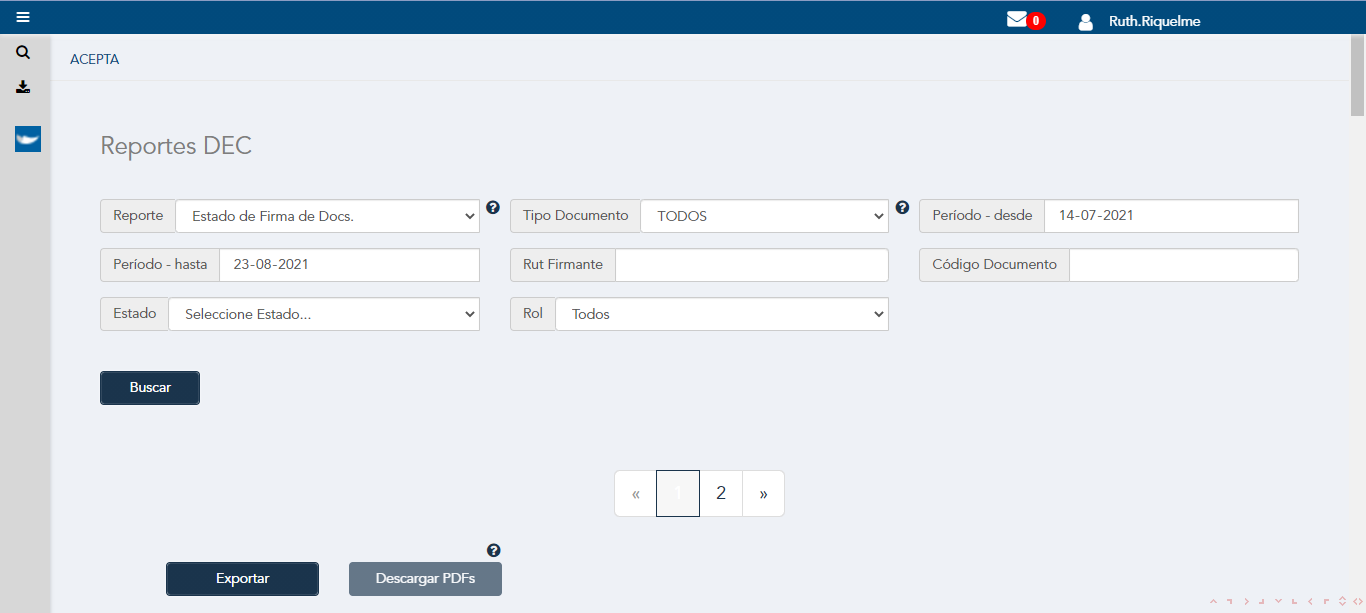 0 Ruth.Riquelme
ACEPTA
Reportes DEC
Reporte Estado de Firma de Docs. ? Tipo Documento TODOS ? Período - desde 14-07-2021
Período - hasta 23-08-2021 Rut Firmante Código Documento
Estado Seleccione Estado... Rol Todos
Buscar
« 1 2 »
?
Exportar Descargar PDFs